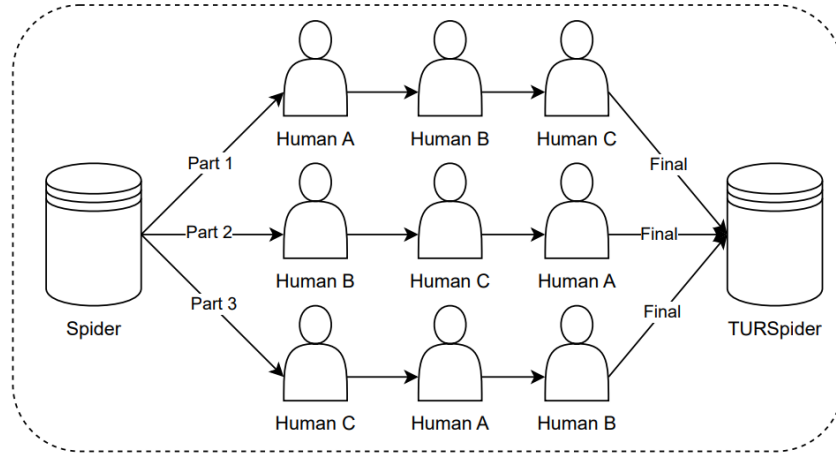 Human A
Human B
Human C
Part 1
Final
Part 2
Final
Human B
Human C
Human A
Part 3
Final
Spider
TURSpider
Human C
Human A
Human B